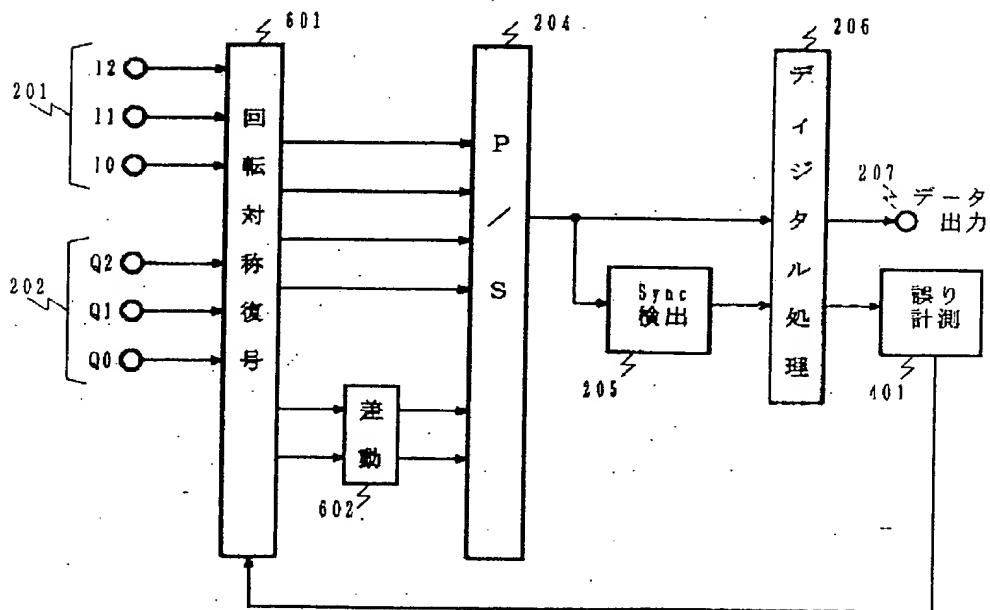 601
204
206
201
I2
I1
I0
回転対称復号
P/S
ディジタル処理
207
データ
出力
202
Q2
Q1
Q0
Sync
検出
205
誤り
計測
401
差動
602